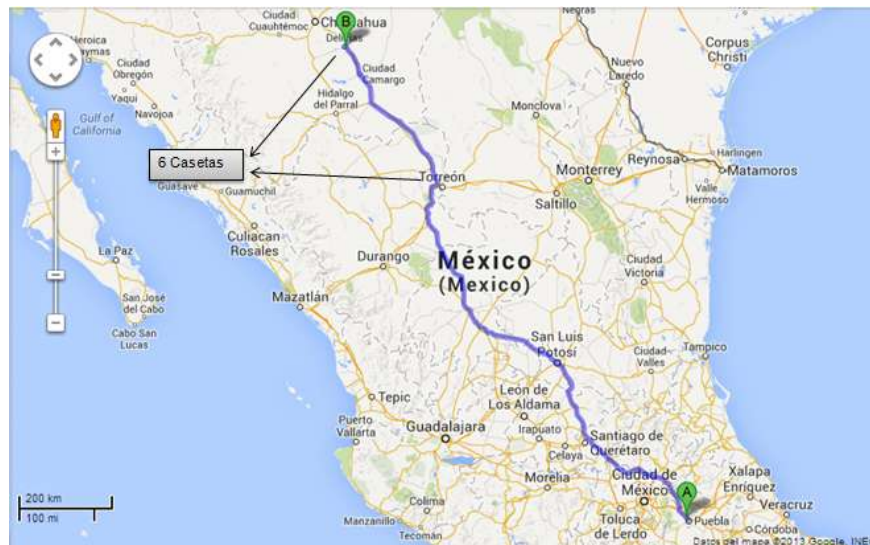 Ciudad
Cuauhtémoc
Chihuahua
B
Delicias
Heroica
Guaymas
Ciudad
Obregón
Yaqui
Navojoa
Ciudad
Camargo
Hidalgo
del Parral
Negras
Nuevo
Laredo
Corpus
Christi
Gulf of
California
Monclova
6 Casetas
Guasave
Guamuchil
Torreón
Monterrey
Reynosa
Harlingen
Matamoros
Saltillo
Valle
Hermoso
Culiacan
Rosales
La Paz
Durango
México
(Mexico)
Ciudad
Victoria
San José
del Cabo
Cabo San
Lucas
Mazatlán
San Luis
Potosí
Ciudad
Valles
Tampico
Tepic
León de
Los Aldama
Puerto
Vallarta
Guadalajara
Irapuato
Celaya
Santiago de
Querétaro
Morelia
Ciudad de
México
A
Xalapa
Enríquez
200 km
100 mi
Colima
Manzanillo
Tecomán
Toluca
de Lerdo
Puebla
Veracruz
Córdoba
Datos del mapa ©2013 Google, INE